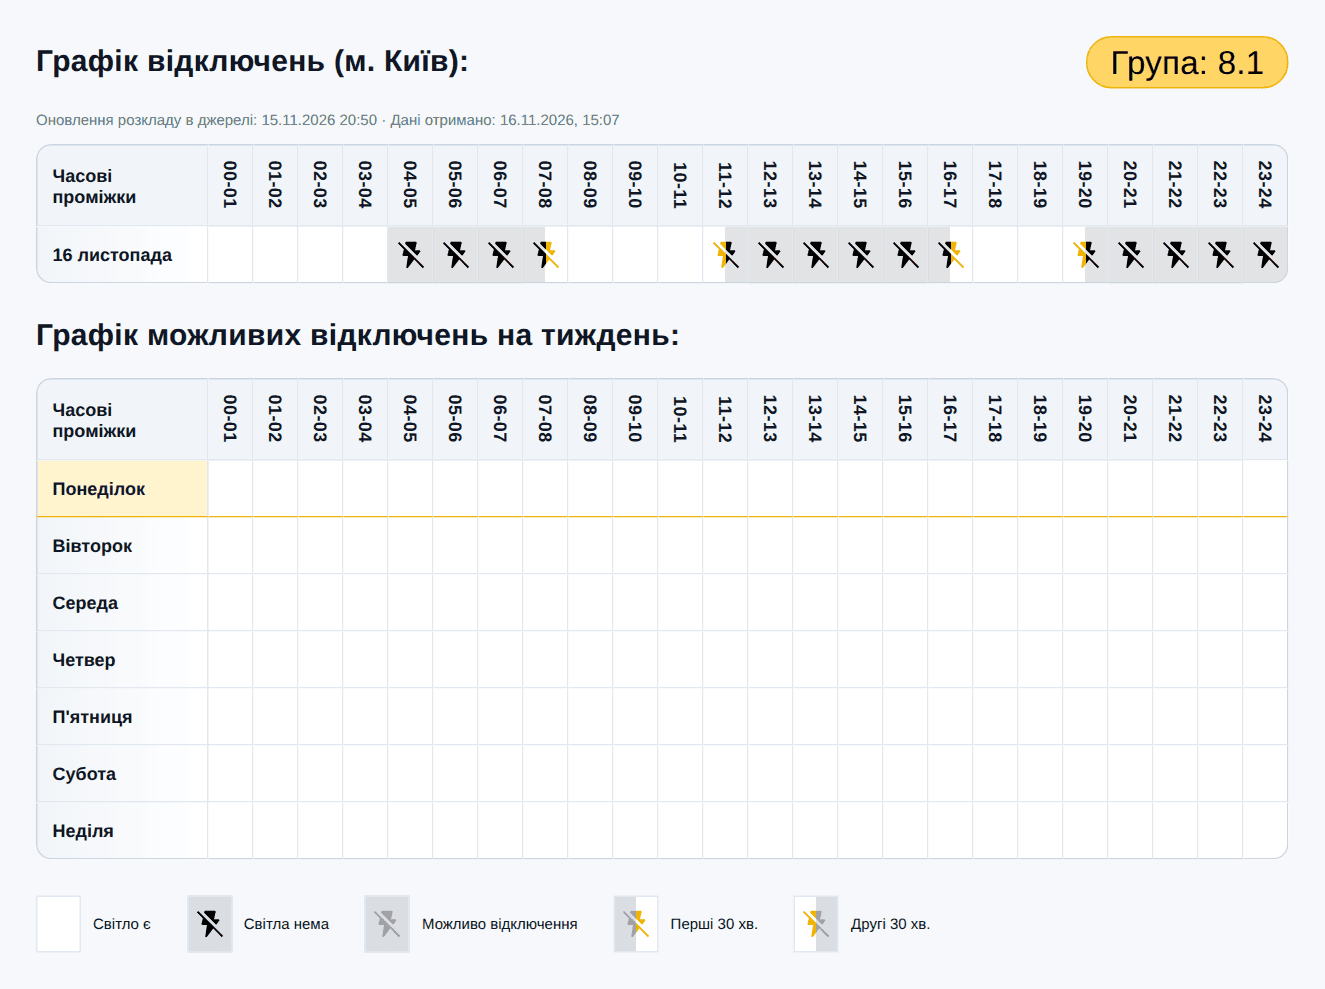 Графік відключень (м. Київ):
Група: 8.1
Оновлення розкладу в джерелі: 15.11.2026 20:50 · Дані отримано: 16.11.2026, 15:07
Часові проміжки 00-01 01-02 02-03 03-04 04-05 05-06 06-07 07-08 08-09 09-10 10-11 11-12 12-13 13-14 14-15 15-16 16-17 17-18 18-19 19-20 20-21 21-22 22-23 23-24
16 листопада
Графік можливих відключень на тиждень:
Часові проміжки 00-01 01-02 02-03 03-04 04-05 05-06 06-07 07-08 08-09 09-10 10-11 11-12 12-13 13-14 14-15 15-16 16-17 17-18 18-19 19-20 20-21 21-22 22-23 23-24
Понеділок
Вівторок
Середа
Четвер
П'ятниця
Субота
Неділя
Світло є Світла нема Можливо відключення Перші 30 хв. Другі 30 хв.